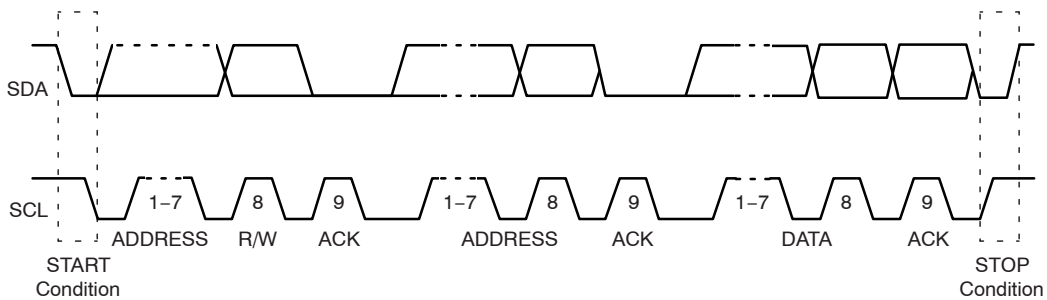 SDA
SCL
1–7 8 9 1–7 8 9 1–7 8 9
ADDRESS R/W ACK ADDRESS ACK DATA ACK
START
Condition
STOP
Condition